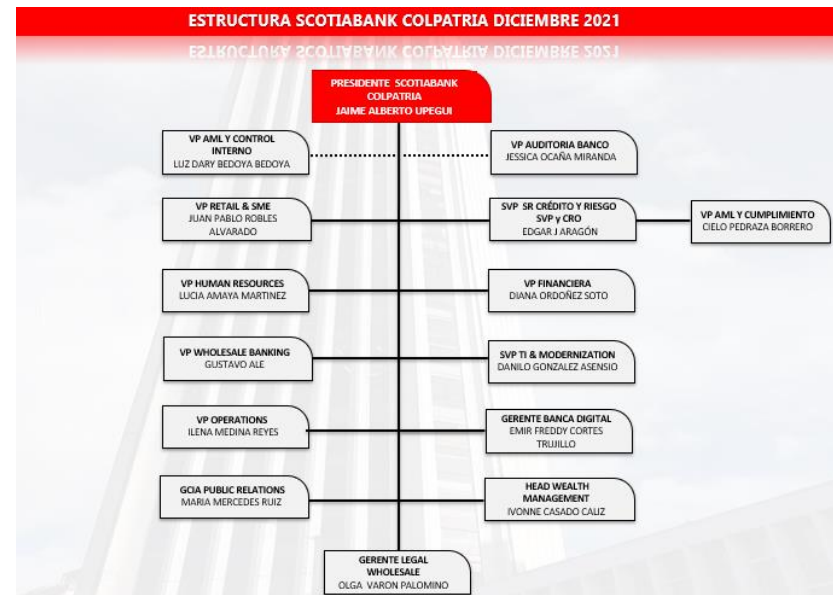 ESTRUCTURA SCOTIABANK COLPATRIA DICIEMBRE 2021
PRESIDENTE SCOTIABANK
COLPATRIA
JAIME ALBERTO UPEGUI
VP AML Y CONTROL
INTERNO
LUZ DARY BEDOYA BEDOYA
VP AUDITORIA BANCO
JESSICA OCAÑA MIRANDA
VP RETAIL & SME
JUAN PABLO ROBLES
ALVARADO
SVP SR CRÉDITO Y RIESGO
SVP y CRO
EDGAR J ARAGÓN
VP AML Y CUMPLIMIENTO
CIELO PEDRAZA BORRERO
VP HUMAN RESOURCES
LUCIA AMAYA MARTINEZ
VP FINANCIERA
DIANA ORDOÑEZ SOTO
VP WHOLESALE BANKING
GUSTAVO ALE
SVP TI & MODERNIZATION
DANILO GONZALEZ ASENSIO
VP OPERATIONS
ILENA MEDINA REYES
GERENTE BANCA DIGITAL
EMIR FREDDY CORTES
TRUJILLO
GCIA PUBLIC RELATIONS
MARIA MERCEDES RUIZ
HEAD WEALTH
MANAGEMENT
IVONNE CASADO CALIZ
GERENTE LEGAL
WHOLESALE
OLGA VARON PALOMINO